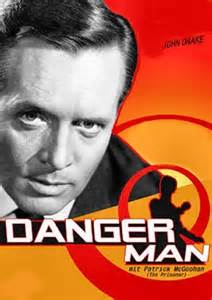 JOHN DRAKE
DANGER
MAN
mit Patrick McGoohan
(The Prisoner)